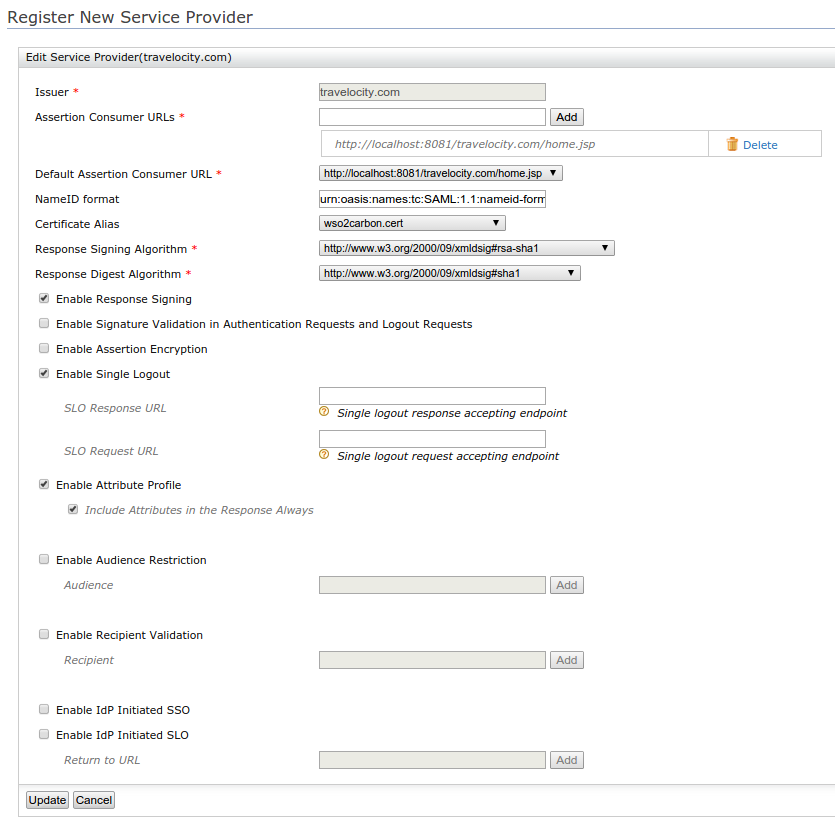 Register New Service Provider
Edit Service Provider(travelocity.com)
Issuer * travelocity.com
Assertion Consumer URLs * Add
http://localhost:8081/travelocity.com/home.jsp Delete
Default Assertion Consumer URL * http://localhost:8081/travelocity.com/home.jsp
NameID format urn:oasis:names:tc:SAML:1.1:nameid-form
Certificate Alias wso2carbon.cert
Response Signing Algorithm * http://www.w3.org/2000/09/xmldsig#rsa-sha1
Response Digest Algorithm * http://www.w3.org/2000/09/xmldsig#sha1
Enable Response Signing
Enable Signature Validation in Authentication Requests and Logout Requests
Enable Assertion Encryption
Enable Single Logout
SLO Response URL
? Single logout response accepting endpoint
SLO Request URL
? Single logout request accepting endpoint
Enable Attribute Profile
Include Attributes in the Response Always
Enable Audience Restriction
Audience Add
Enable Recipient Validation
Recipient Add
Enable IdP Initiated SSO
Enable IdP Initiated SLO
Return to URL Add
Update Cancel